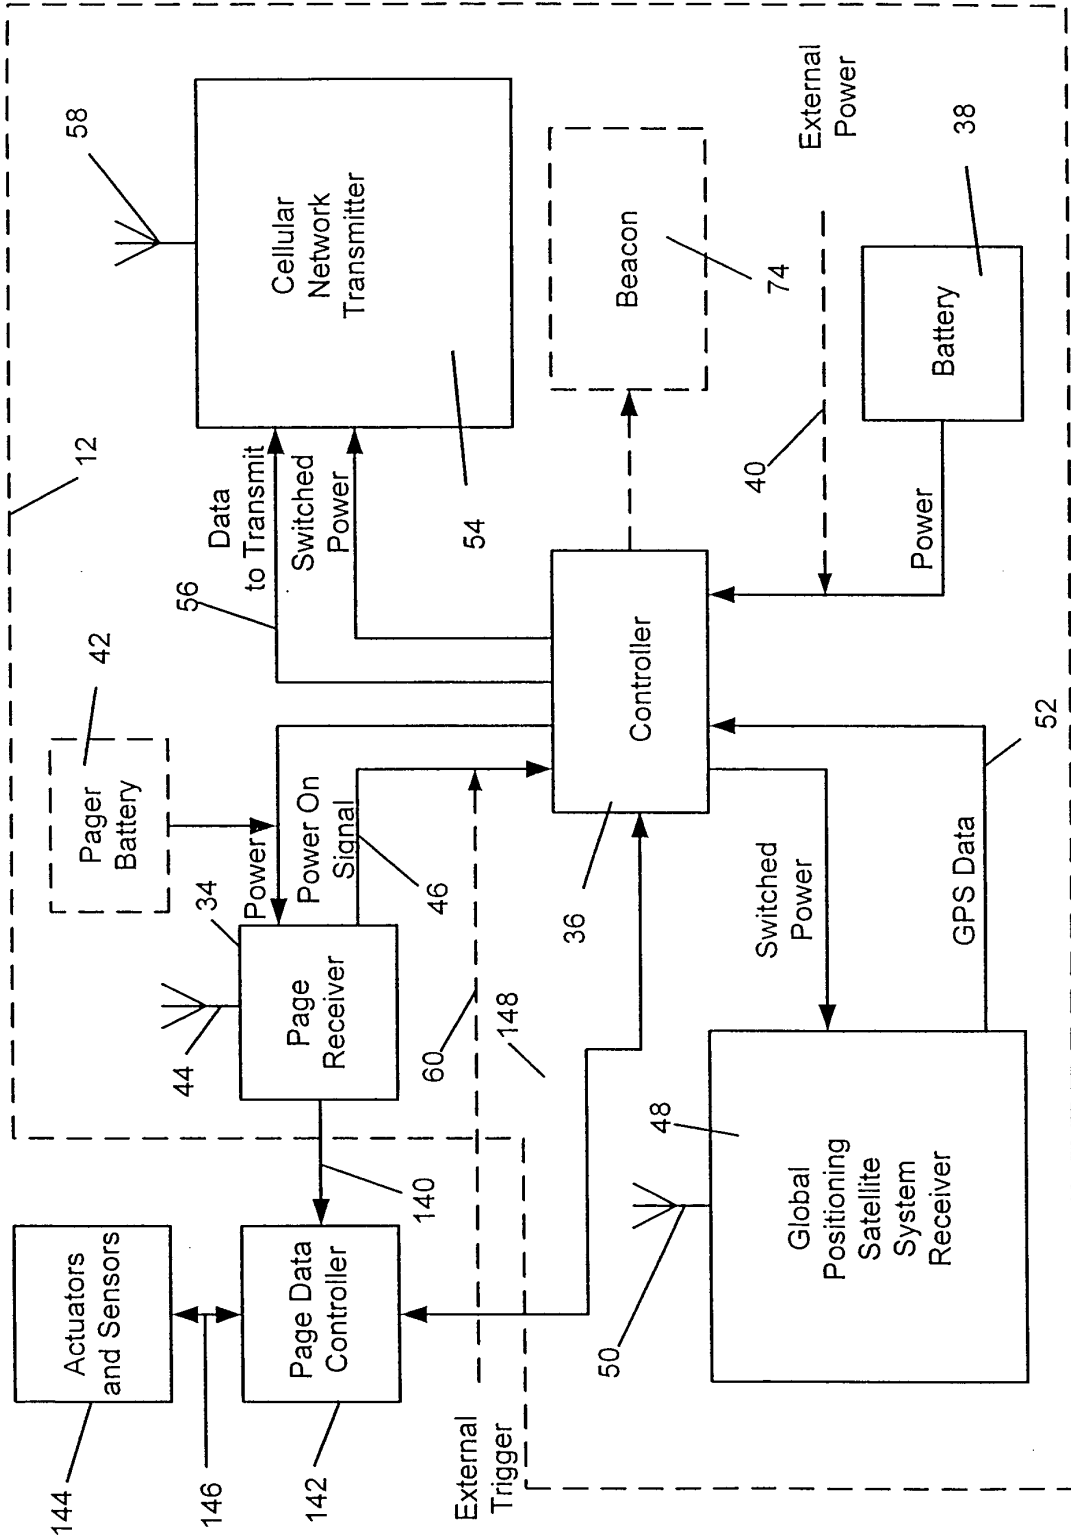 144
Actuators
and Sensors
146
142
Page Data
Controller
140
External
Trigger
44
34
Page
Receiver
42
Pager
Battery
Power
Power On
Signal
46
60
148
12
56
Data
to Transmit
Switched
Power
58
Cellular
Network
Transmitter
54
36
Controller
Beacon
74
50
48
Global
Positioning
Satellite
System
Receiver
Switched
Power
GPS Data
52
40
External
Power
Power
Battery
38